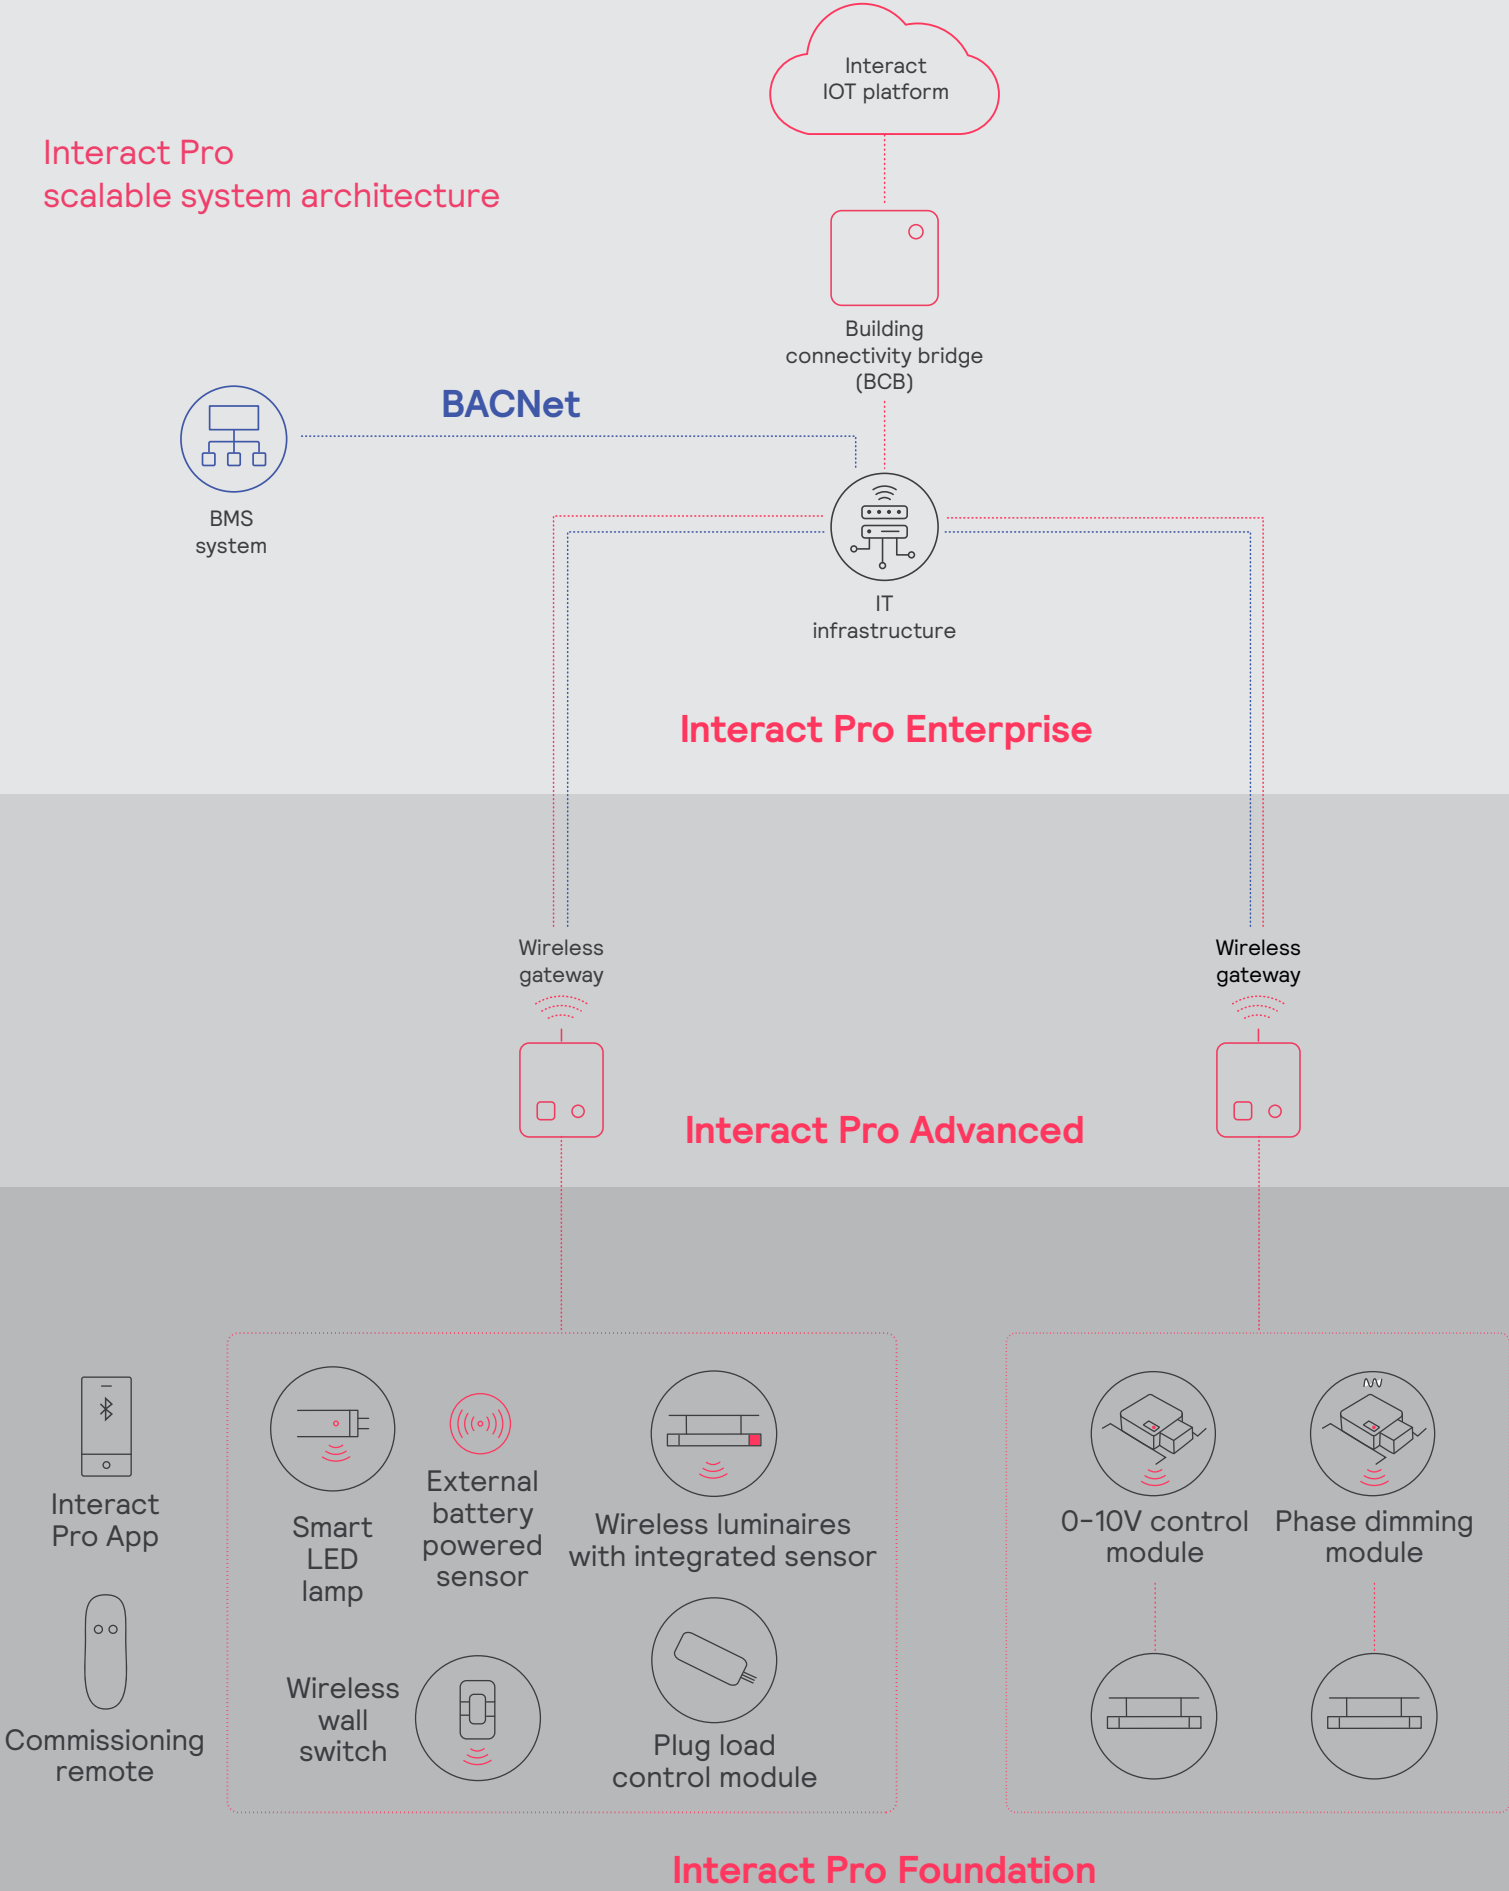 Interact
IOT platform
Interact Pro
scalable system architecture
Building
connectivity bridge
(BCB)
BACNet
BMS
system
IT
infrastructure
Interact Pro Enterprise
Wireless
gateway
Wireless
gateway
Interact Pro Advanced
Interact
Pro App
Commissioning
remote
Smart
LED
lamp
External
battery
powered
sensor
Wireless luminaires
with integrated sensor
Wireless
wall
switch
Plug load
control module
0-10V control
module
Phase dimming
module
Interact Pro Foundation